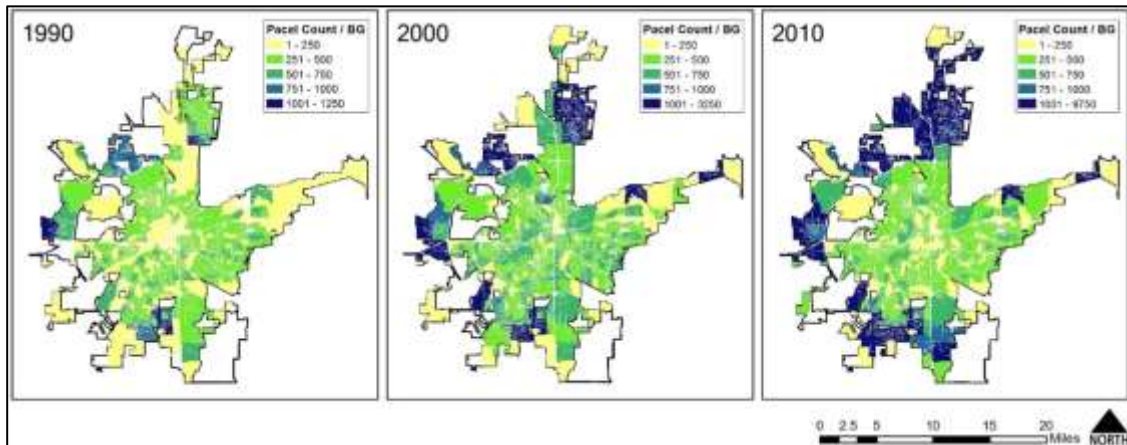 1990
Pacel Count / BG
1 - 250
251 - 500
501 - 750
751 - 1000
1001 - 1250
2000
Pacel Count / BG
1 - 250
251 - 500
501 - 750
751 - 1000
1001 - 3250
2010
Pacel Count / BG
1 - 250
251 - 500
501 - 750
751 - 1000
1001 - 9750
0 2.5 5 10 15 20
Miles
NORTH